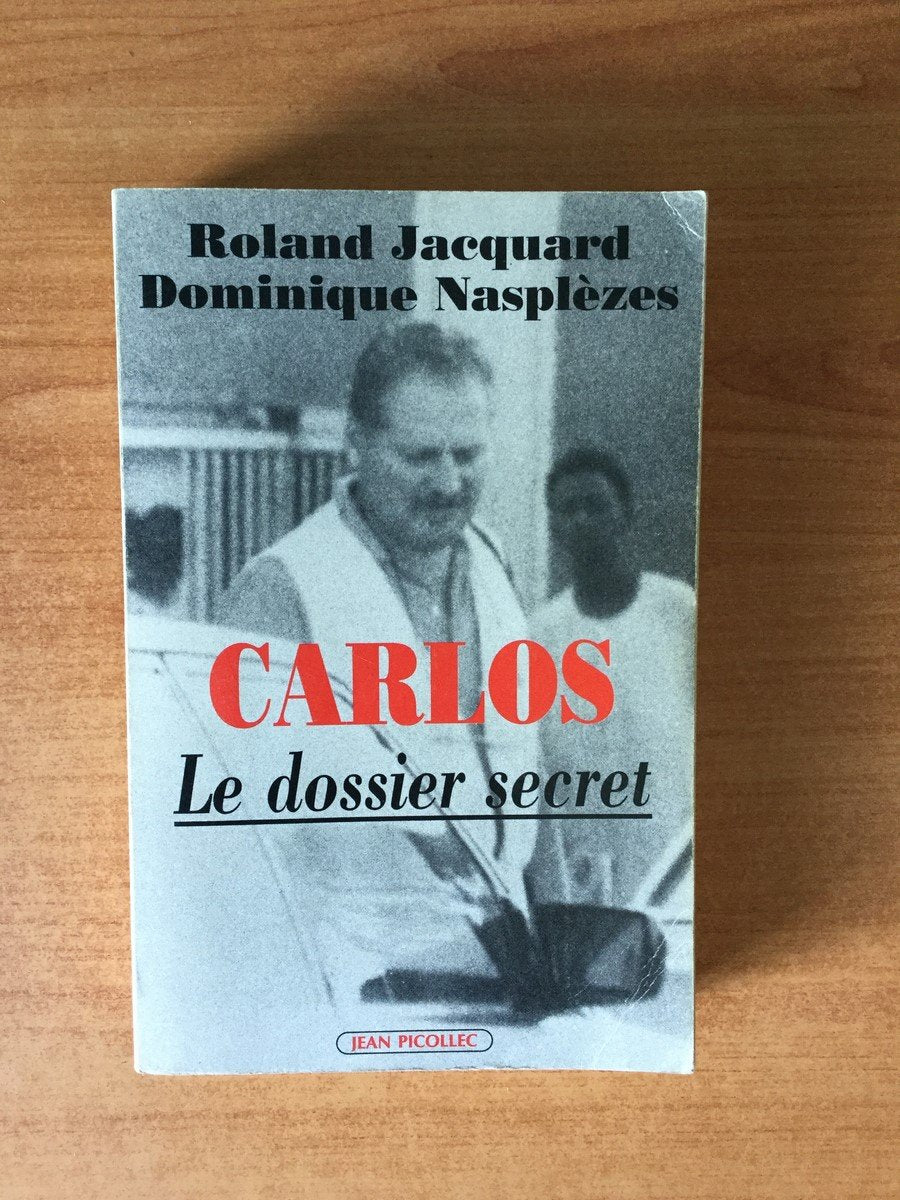 Roland Jacquard
Dominique Nasplèzes
CARLOS
Le dossier secret
JEAN PICOLLEC